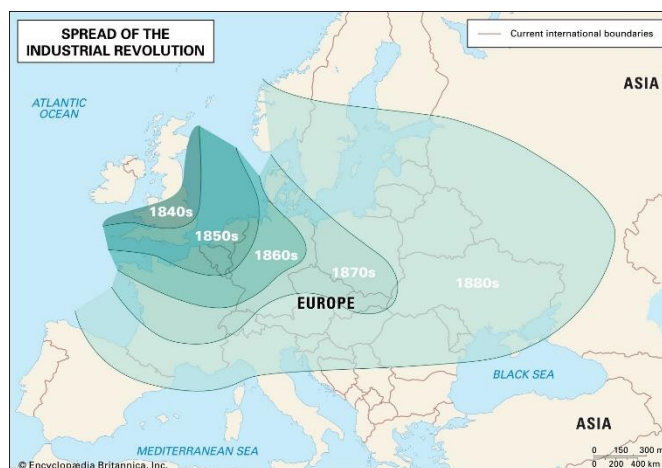 SPREAD OF THE
INDUSTRIAL REVOLUTION
Current international boundaries
ASIA
ATLANTIC
OCEAN
1840s
1850s
1860s
1870s
1880s
EUROPE
BLACK SEA
ASIA
MEDITERRANEAN SEA
0 150 300 m
0 200 400 km
© Encyclopædia Britannica, Inc.